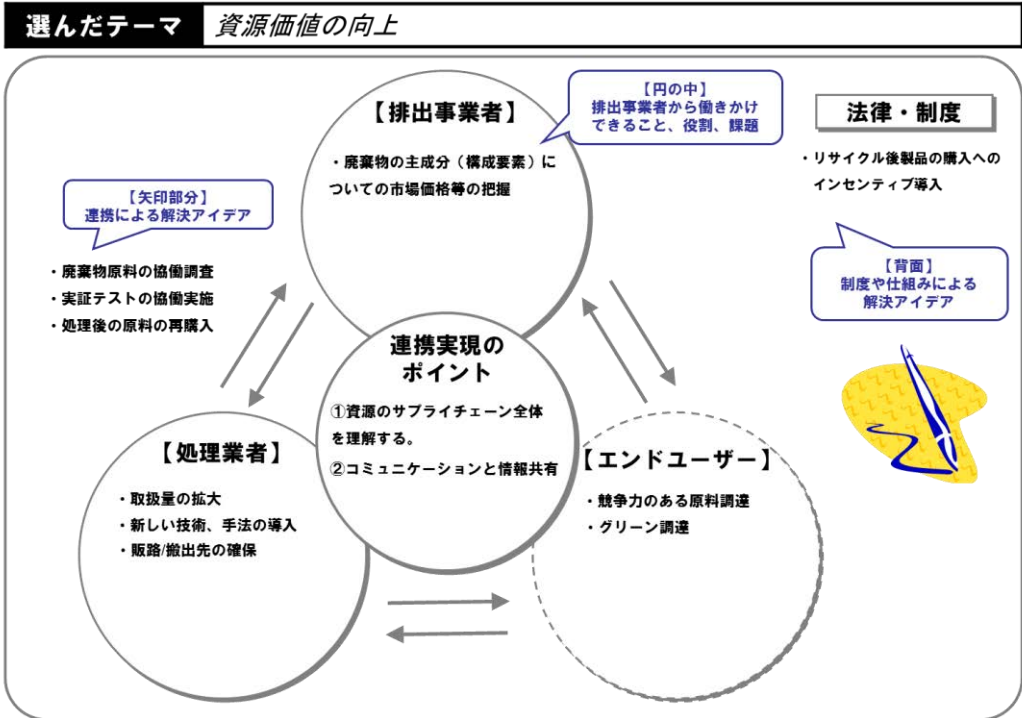 選んだテーマ
資源価値の向上
【排出事業者】
・廃棄物の主成分（構成要素）に
ついての市場価格等の把握
【円の中】
排出事業者から働きかけ
できること、役割、課題
法律・制度
・リサイクル後製品の購入への
インセンティブ導入
【背面】
制度や仕組みによる
解決アイデア
【矢印部分】
連携による解決アイデア
・廃棄物原料の協働調査
・実証テストの協働実施
・処理後の原料の再購入
連携実現の
ポイント
①資源のサプライチェーン全体
を理解する。
②コミュニケーションと情報共有
【処理業者】
・取扱量の拡大
・新しい技術、手法の導入
・販路/搬出先の確保
【エンドユーザー】
・競争力のある原料調達
・グリーン調達